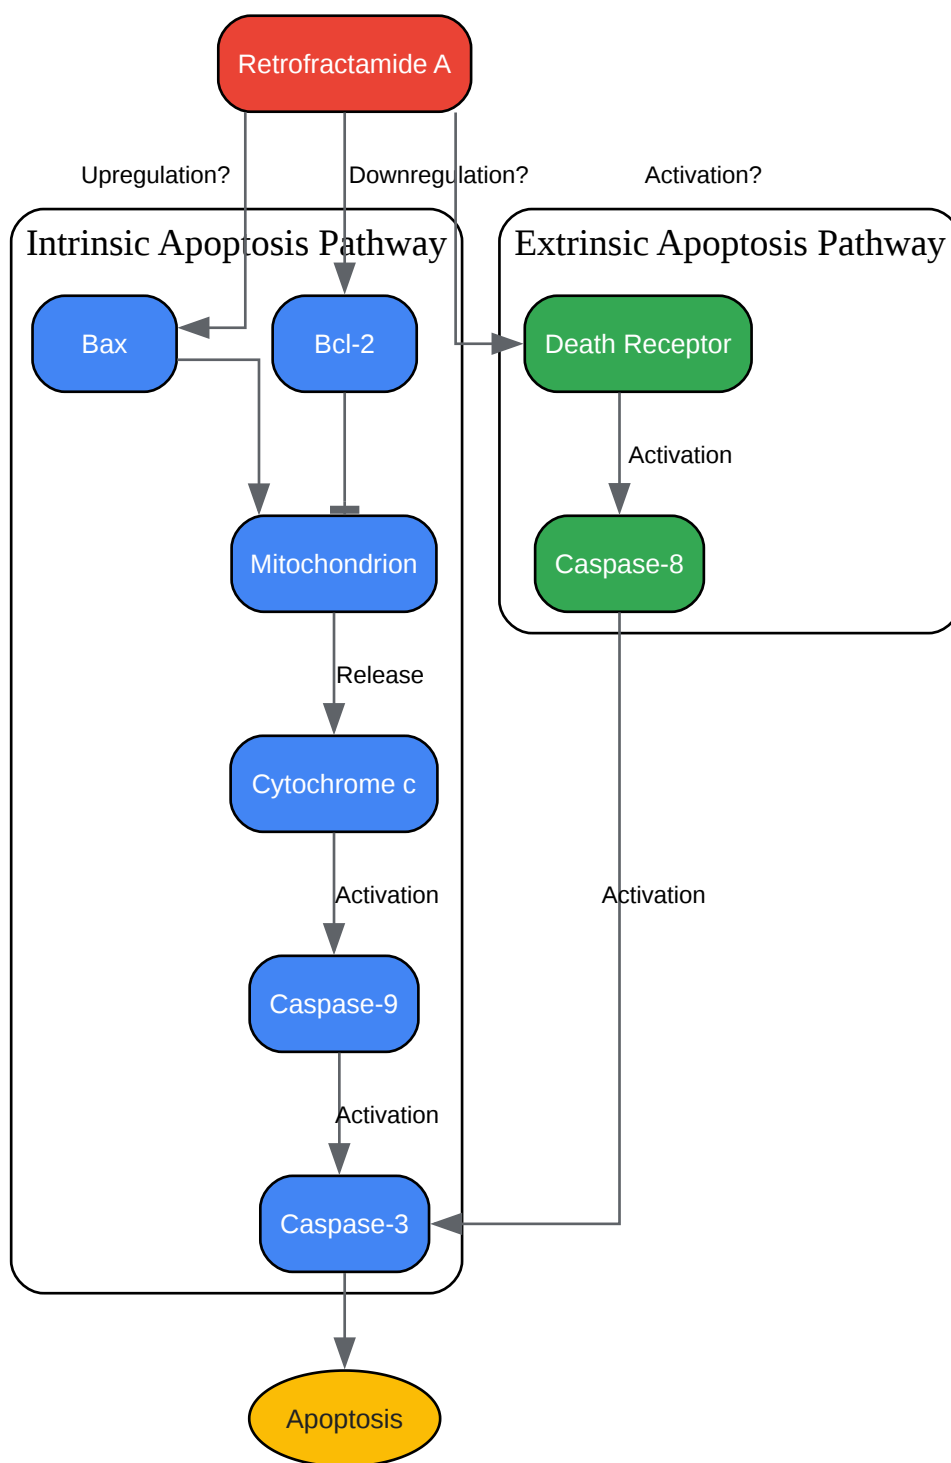 Retrofractamide A
Upregulation?
Downregulation?
Activation?
Intrinsic Apoptosis Pathway
Extrinsic Apoptosis Pathway
Bax
Bcl-2
Death Receptor
Activation
Mitochondrion
Caspase-8
Release
Cytochrome c
Activation
Activation
Caspase-9
Activation
Caspase-3
Apoptosis